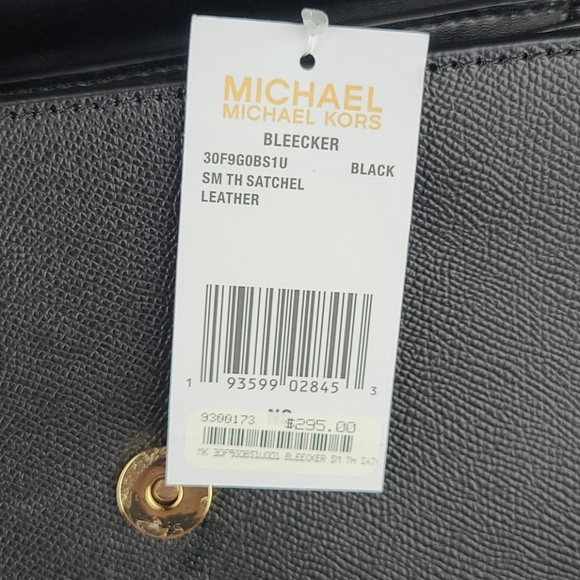 MICHAEL
MICHAEL KORS
BLEECKER
30F9G0BS1U BLACK
SM TH SATCHEL
LEATHER
1 93599 02845 3
9300173 $295.00
MK 30F9G0BS1U001 BLEECKER SM TH SAT